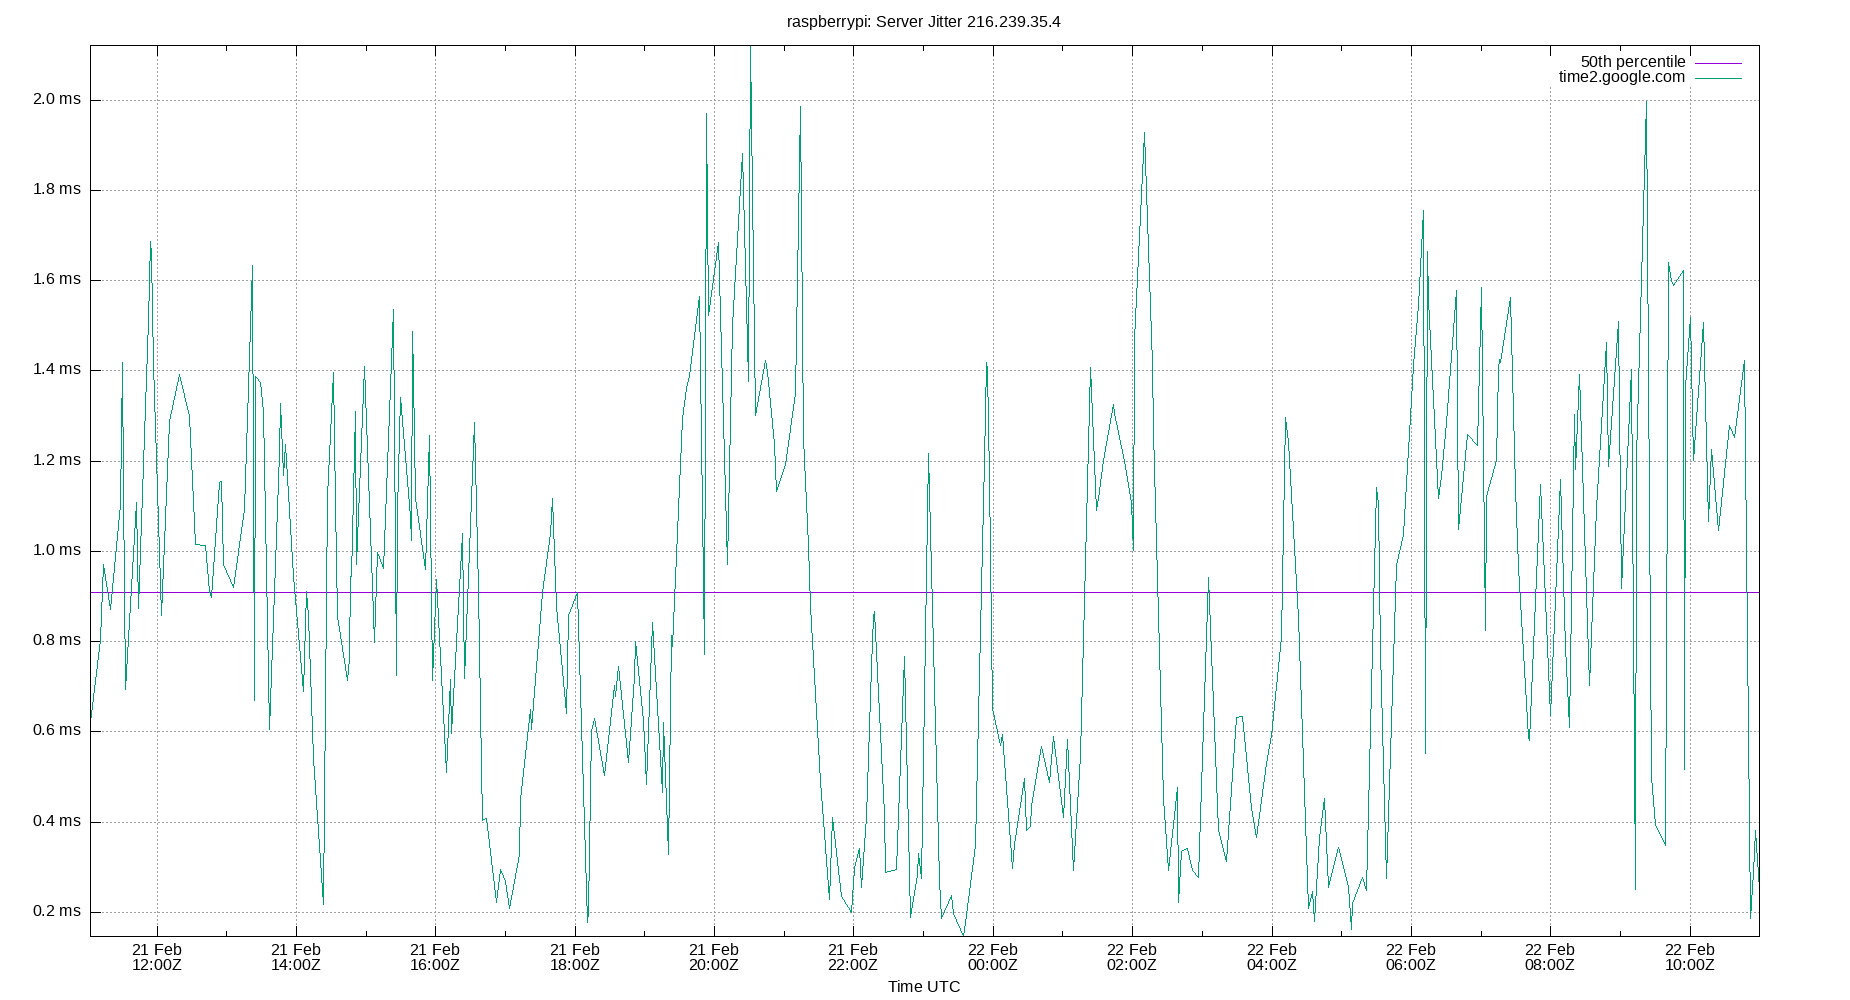 raspberrypi: Server Jitter 216.239.35.4
50th percentile
time2.google.com
2.0 ms
1.8 ms
1.6 ms
1.4 ms
1.2 ms
1.0 ms
0.8 ms
0.6 ms
0.4 ms
0.2 ms
21 Feb 21 Feb 21 Feb 21 Feb 21 Feb 21 Feb 22 Feb 22 Feb 22 Feb 22 Feb 22 Feb 22 Feb
12:00Z 14:00Z 16:00Z 18:00Z 20:00Z 22:00Z 00:00Z 02:00Z 04:00Z 06:00Z 08:00Z 10:00Z
Time UTC